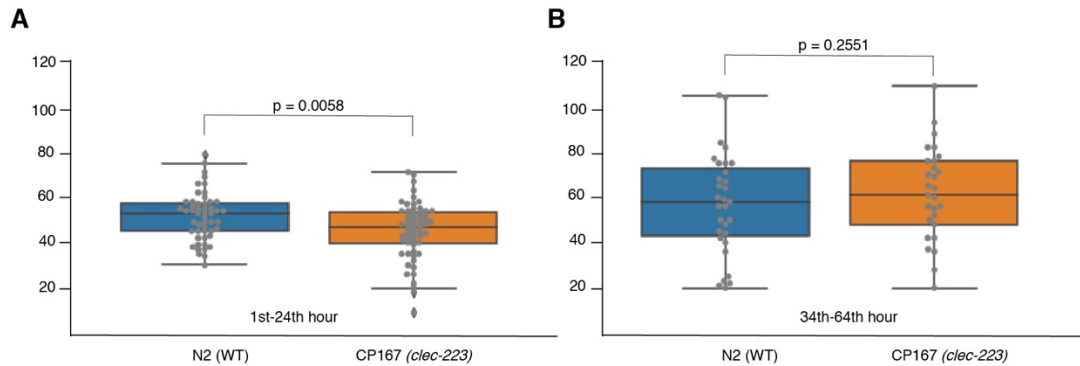 A
120
p = 0.0058
100
80
60
40
20
1st-24th hour
N2 (WT)
CP167 (clec-223)
B
p = 0.2551
120
100
80
60
40
20
34th-64th hour
N2 (WT)
CP167 (clec-223)